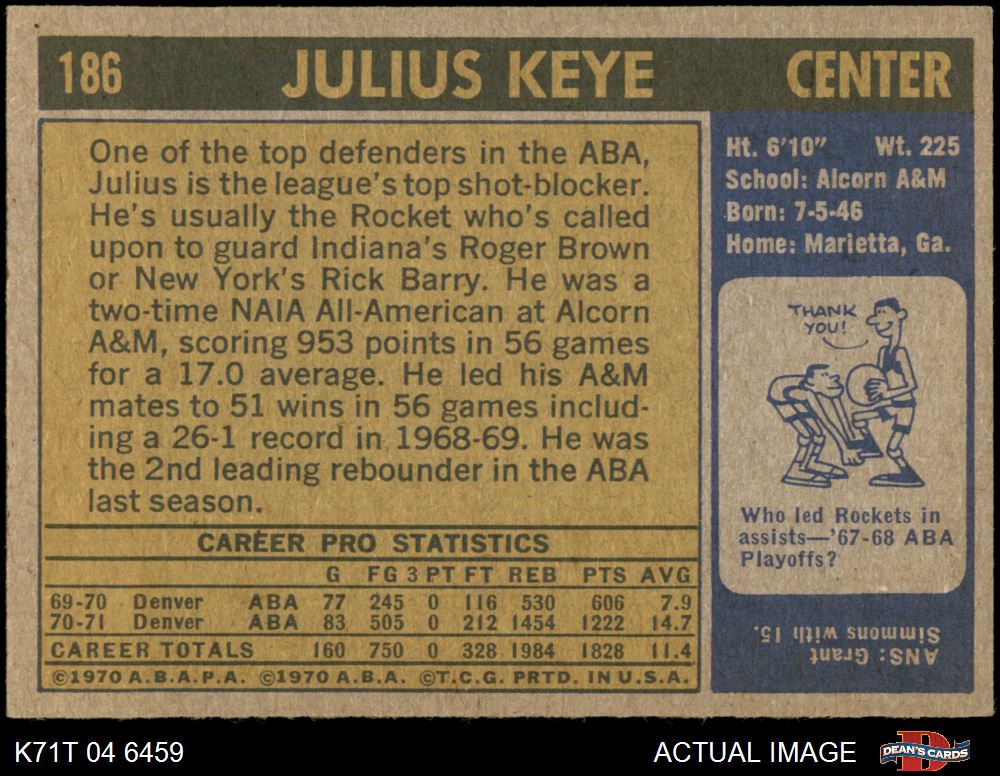 186 JULIUS KEYE CENTER
One of the top defenders in the ABA,
Julius is the league's top shot-blocker.
He's usually the Rocket who's called
upon to guard Indiana's Roger Brown
or New York's Rick Barry. He was a
two-time NAIA All-American at Alcorn
A&M, scoring 953 points in 56 games
for a 17.0 average. He led his A&M
mates to 51 wins in 56 games includ-
ing a 26-1 record in 1968-69. He was
the 2nd leading rebounder in the ABA
last season.
CAREER PRO STATISTICS
G FG 3 PT FT REB PTS AVG
69-70 Denver ABA 77 245 0 116 530 606 7.9
70-71 Denver ABA 83 505 0 212 1454 1222 14.7
CAREER TOTALS 160 750 0 328 1984 1828 11.4
©1970 A.B.A.P.A. ©1970 A.B.A. ©T.C.G. PRTD. IN U.S.A.
Ht. 6'10" Wt. 225
School: Alcorn A&M
Born: 7-5-46
Home: Marietta, Ga.
THANK
YOU!
Who led Rockets in
assists—'67-68 ABA
Playoffs?
ANS: Grant
Simmons with 15.
K71T 04 6459 ACTUAL IMAGE DEAN'S CARDS